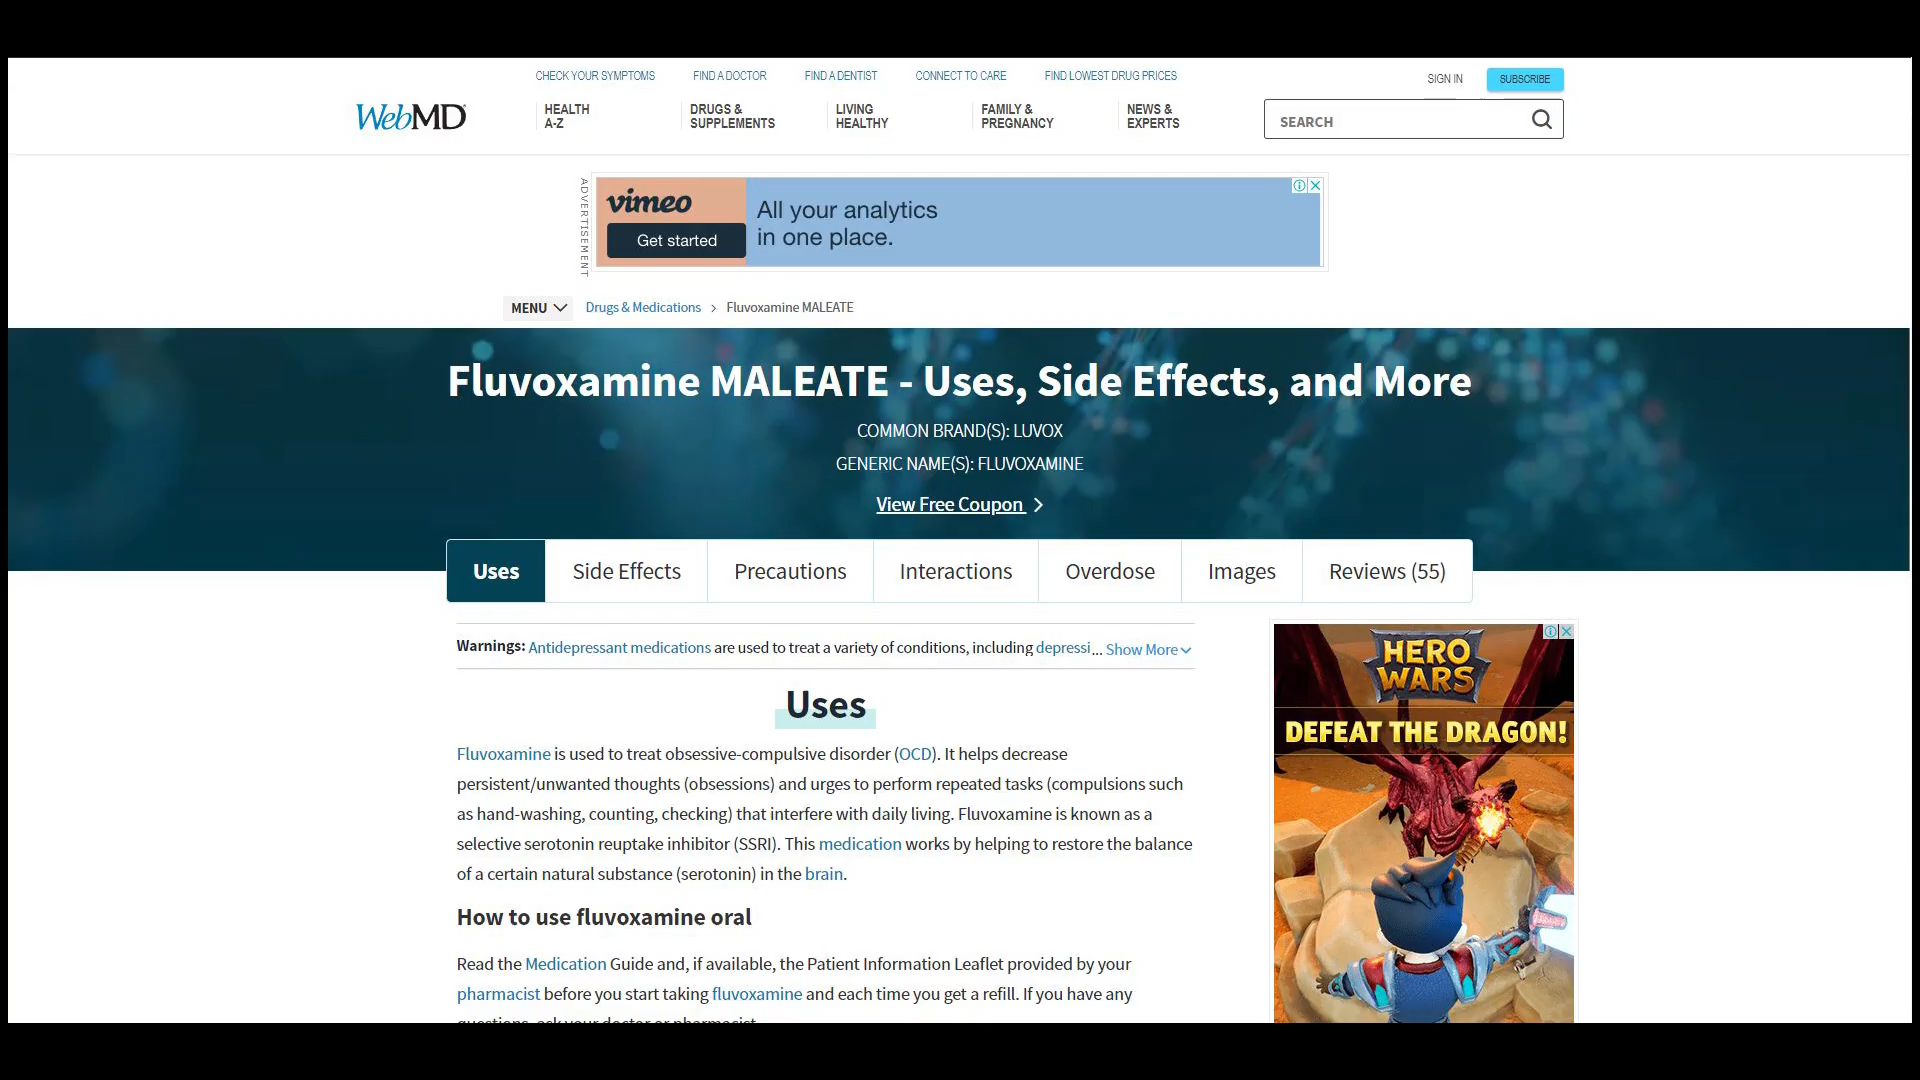 CHECK YOUR SYMPTOMS FIND A DOCTOR FIND A DENTIST CONNECT TO CARE FIND LOWEST DRUG PRICES
SIGN IN SUBSCRIBE
WebMD
HEALTH
A-Z
DRUGS &
SUPPLEMENTS
LIVING
HEALTHY
FAMILY &
PREGNANCY
NEWS &
EXPERTS
SEARCH
ADVERTISEMENT
vimeo
Get started
All your analytics
in one place.
MENU Drugs & Medications > Fluvoxamine MALEATE
Fluvoxamine MALEATE - Uses, Side Effects, and More
COMMON BRAND(S): LUVOX
GENERIC NAME(S): FLUVOXAMINE
View Free Coupon >
Uses Side Effects Precautions Interactions Overdose Images Reviews (55)
Warnings: Antidepressant medications are used to treat a variety of conditions, including depressi... Show More
Uses
Fluvoxamine is used to treat obsessive-compulsive disorder (OCD). It helps decrease
persistent/unwanted thoughts (obsessions) and urges to perform repeated tasks (compulsions such
as hand-washing, counting, checking) that interfere with daily living. Fluvoxamine is known as a
selective serotonin reuptake inhibitor (SSRI). This medication works by helping to restore the balance
of a certain natural substance (serotonin) in the brain.
How to use fluvoxamine oral
Read the Medication Guide and, if available, the Patient Information Leaflet provided by your
pharmacist before you start taking fluvoxamine and each time you get a refill. If you have any
questions, ask your doctor or pharmacist.
HERO
WARS
DEFEAT THE DRAGON!